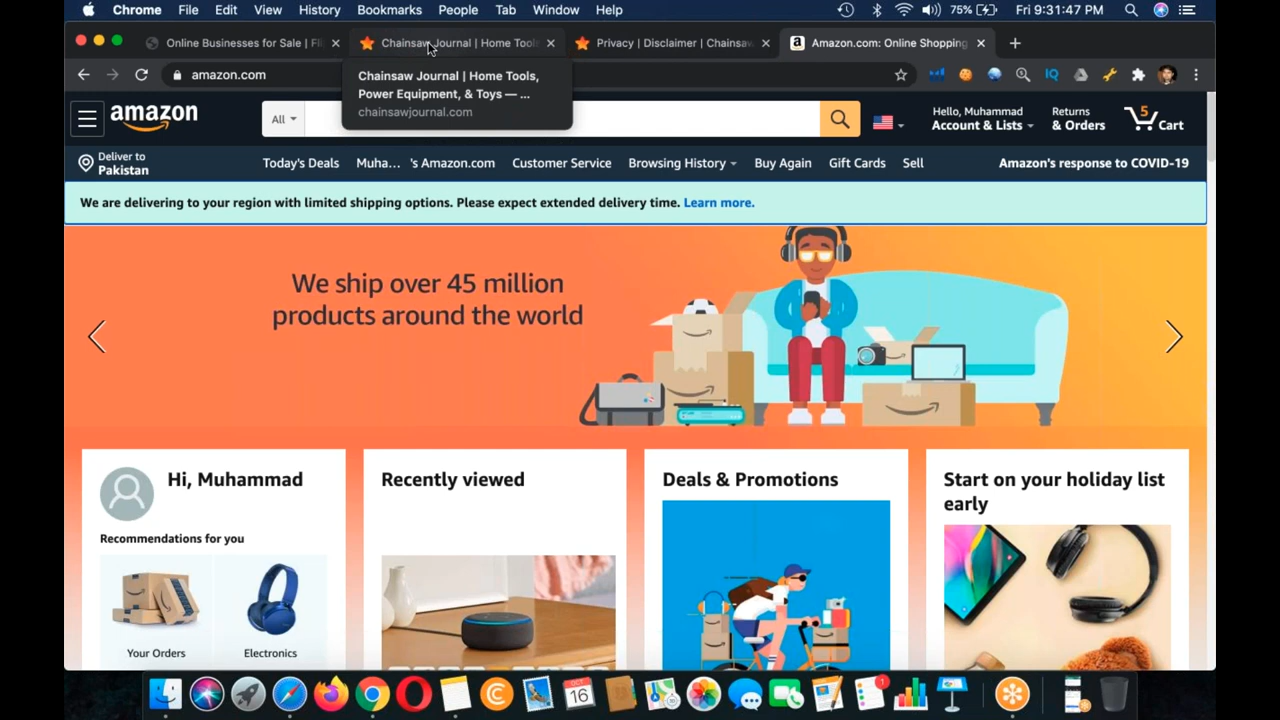 Chrome File Edit View History Bookmarks People Tab Window Help 75% Fri 9:31:47 PM
Online Businesses for Sale | Fli
Chainsaw Journal | Home Tools
Privacy | Disclaimer | Chainsaw
Amazon.com: Online Shopping
amazon.com
Chainsaw Journal | Home Tools,
Power Equipment, & Toys — ...
chainsawjournal.com
amazon
All
Hello, Muhammad
Account & Lists
Returns
& Orders
5
Cart
Deliver to
Pakistan
Today's Deals Muha... 's Amazon.com Customer Service Browsing History Buy Again Gift Cards Sell Amazon's response to COVID-19
We are delivering to your region with limited shipping options. Please expect extended delivery time. Learn more.
We ship over 45 million
products around the world
Hi, Muhammad
Recommendations for you
Your Orders
Electronics
Recently viewed
Deals & Promotions
Start on your holiday list
early
IQ
OCT
16
1